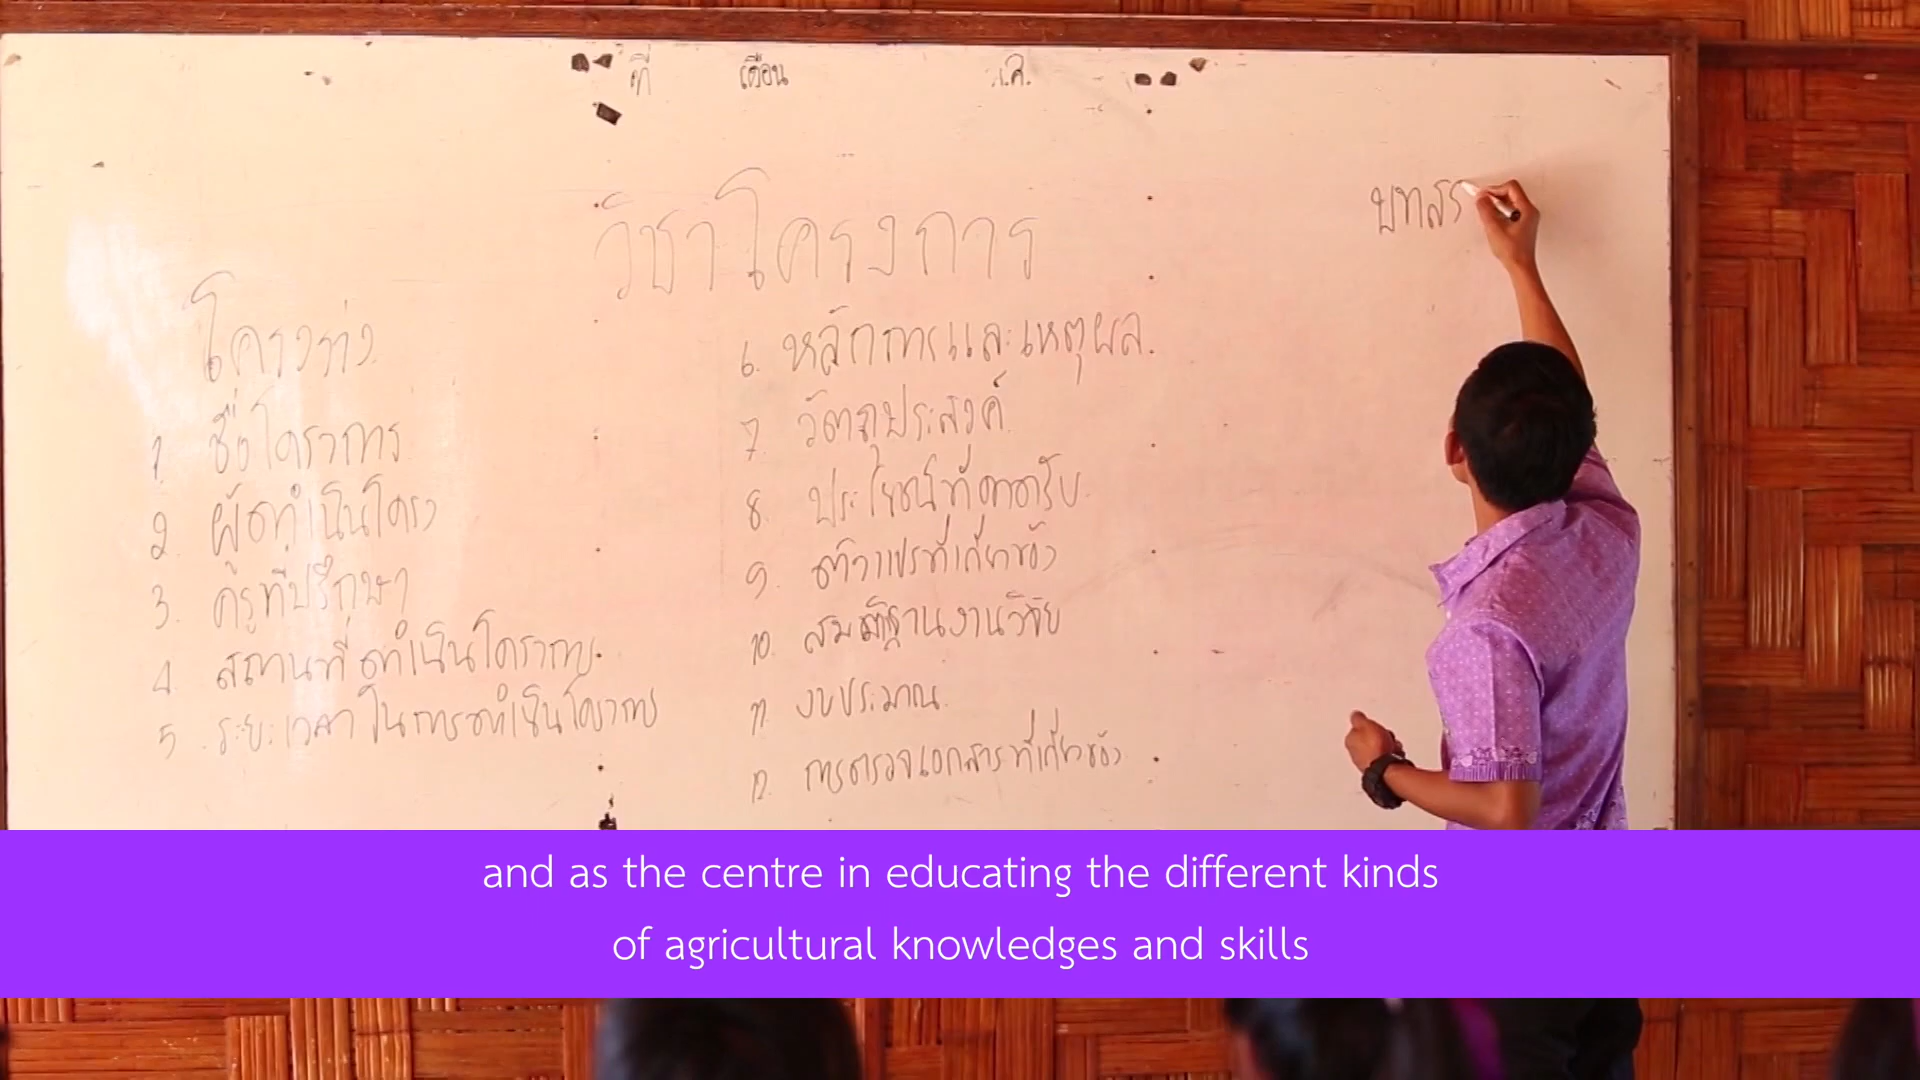 ที่ เดือน พ.ศ.
วิชาโครงการ
โครงร่าง
1. ชื่อโครงการ
2. ผู้ดำเนินโครง
3. ครูที่ปรึกษา
4. สถานที่ดำเนินโครงการ
5. ระยะเวลาในการดำเนินโครงการ
6. หลักการและเหตุผล.
7. วัตถุประสงค์
8. ประโยชน์ที่คาดรับ
9. ตัวแปรที่เกี่ยวข้อง
10. สมมติฐานงานวิจัย
11. งบประมาณ
12. การตรวจเอกสารที่เกี่ยวข้อง
บทสร
and as the centre in educating the different kinds
of agricultural knowledges and skills